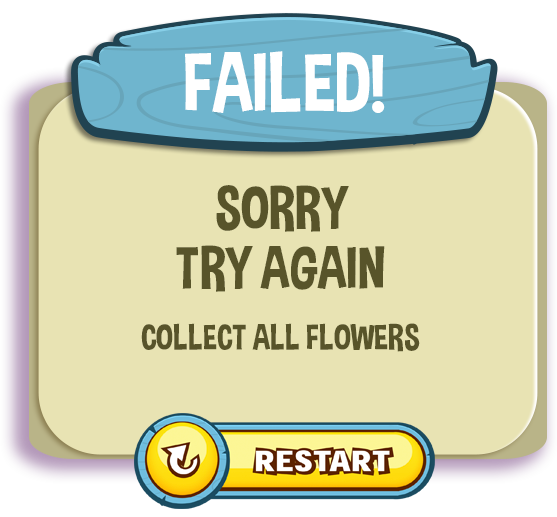 FAILED!
SORRY
TRY AGAIN
COLLECT ALL FLOWERS
RESTART